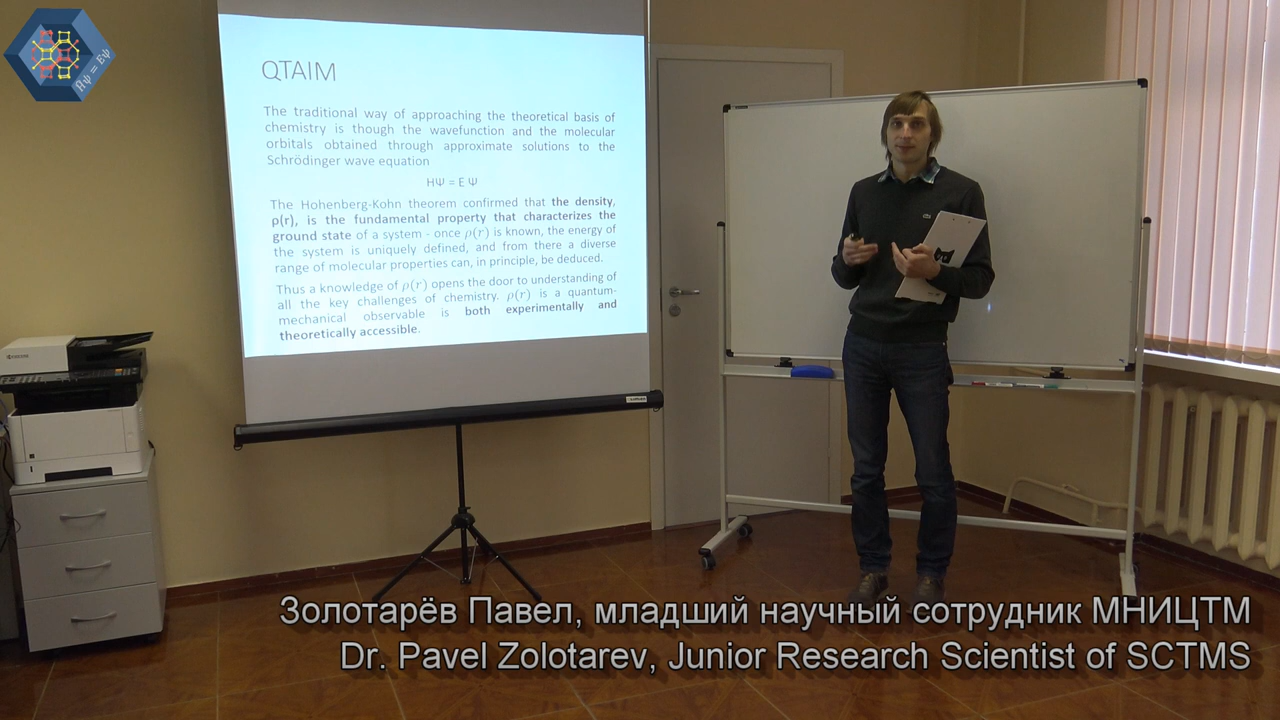 ĤΨ = EΨ
QTAIM
The traditional way of approaching the theoretical basis of
chemistry is though the wavefunction and the molecular
orbitals obtained through approximate solutions to the
Schrödinger wave equation
HΨ = E Ψ
The Hohenberg-Kohn theorem confirmed that the density,
ρ(r), is the fundamental property that characterizes the
ground state of a system - once ρ(r) is known, the energy of
the system is uniquely defined, and from there a diverse
range of molecular properties can, in principle, be deduced.
Thus a knowledge of ρ(r) opens the door to understanding of
all the key challenges of chemistry. ρ(r) is a quantum-
mechanical observable is both experimentally and
theoretically accessible.
KYOCERA
Золотарёв Павел, младший научный сотрудник МНИЦТМ
Dr. Pavel Zolotarev, Junior Research Scientist of SCTMS